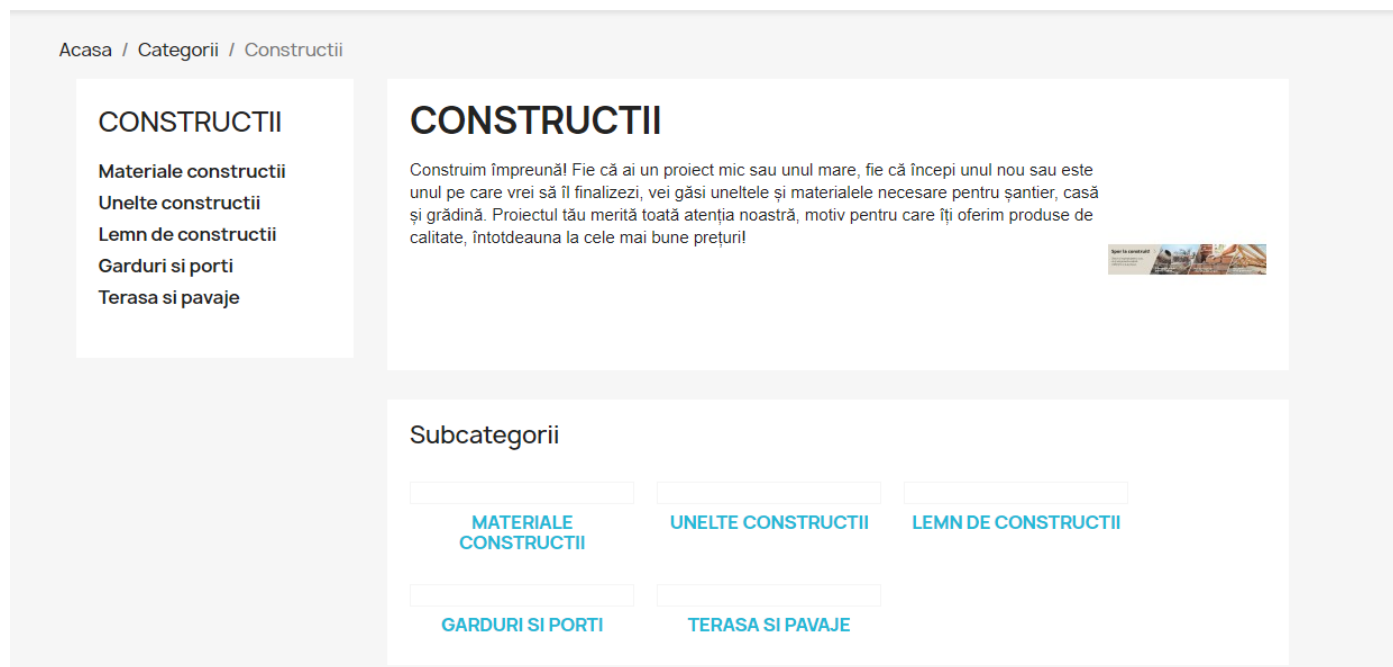 Acasa / Categorii / Constructii
CONSTRUCTII
Materiale constructii
Unelte constructii
Lemn de constructii
Garduri si porti
Terasa si pavaje
CONSTRUCTII
Construim împreună! Fie că ai un proiect mic sau unul mare, fie că începi unul nou sau este
unul pe care vrei să îl finalizezi, vei găsi uneltele și materialele necesare pentru șantier, casă
și grădină. Proiectul tău merită toată atenția noastră, motiv pentru care îți oferim produse de
calitate, întotdeauna la cele mai bune prețuri!
Subcategorii
MATERIALE
CONSTRUCTII
UNELTE CONSTRUCTII
LEMN DE CONSTRUCTII
GARDURI SI PORTI
TERASA SI PAVAJE